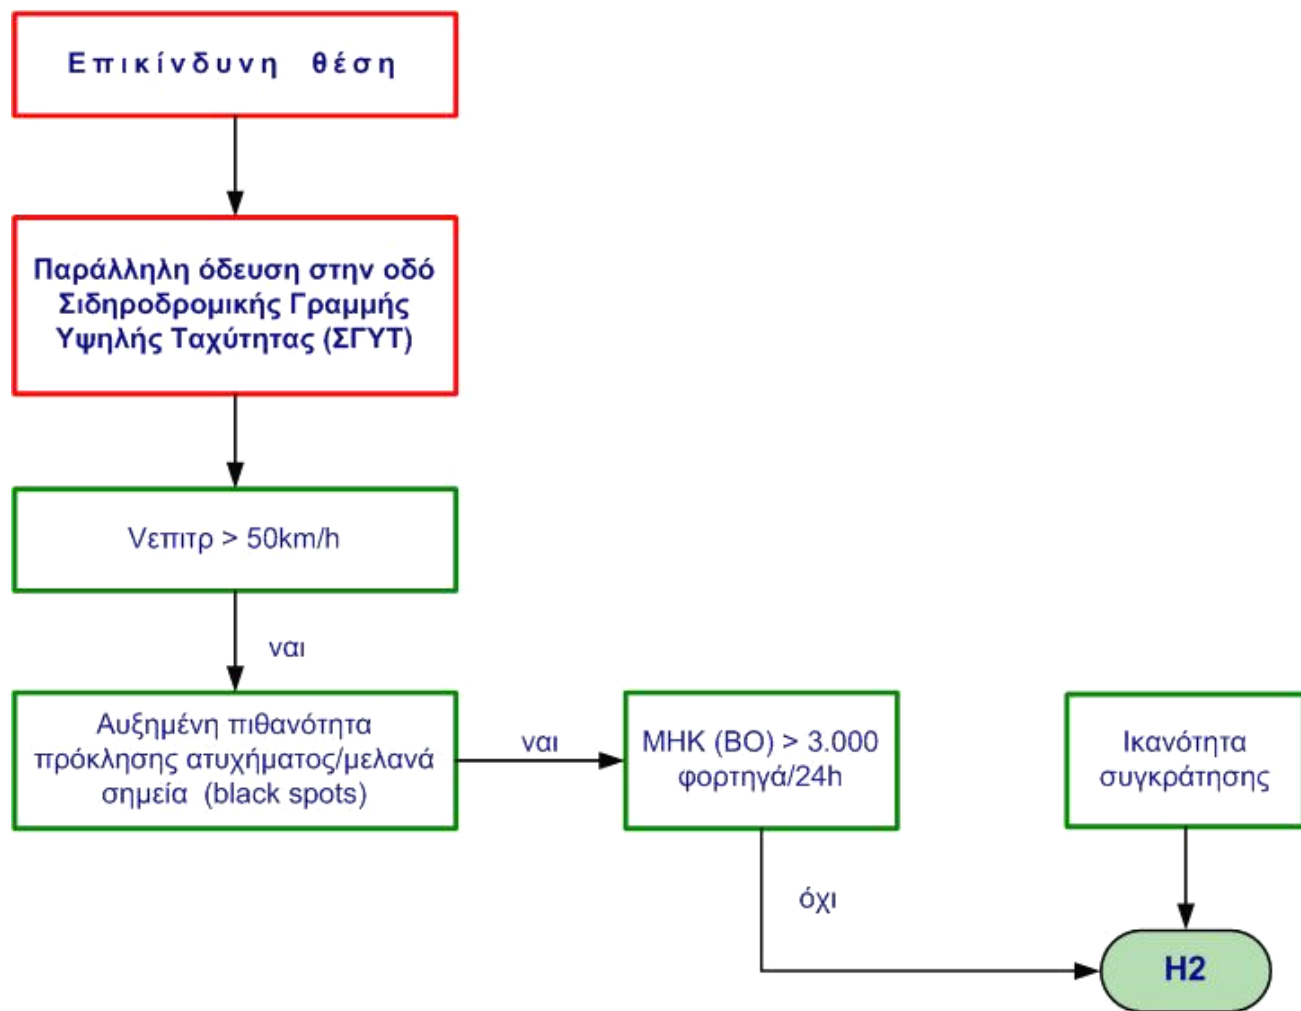 Επικίνδυνη θέση
Παράλληλη όδευση στην οδό
Σιδηροδρομικής Γραμμής
Υψηλής Ταχύτητας (ΣΓΥΤ)
Vεπιτρ > 50km/h
ναι
Αυξημένη πιθανότητα
πρόκλησης ατυχήματος/μελανά
σημεία (black spots)
ναι
ΜΗΚ (ΒΟ) > 3.000
φορτηγά/24h
Ικανότητα
συγκράτησης
όχι
H2